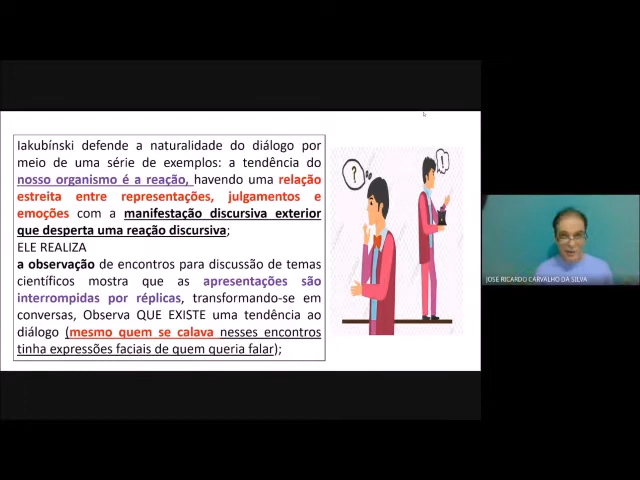 Iakubínski defende a naturalidade do diálogo por
meio de uma série de exemplos: a tendência do
nosso organismo é a reação, havendo uma relação
estreita entre representações, julgamentos e
emoções com a manifestação discursiva exterior
que desperta uma reação discursiva;
ELE REALIZA
a observação de encontros para discussão de temas
científicos mostra que as apresentações são
interrompidas por réplicas, transformando-se em
conversas, Observa QUE EXISTE uma tendência ao
diálogo (mesmo quem se calava nesses encontros
tinha expressões faciais de quem queria falar);
?
!
JOSE RICARDO CARVALHO DA SILVA